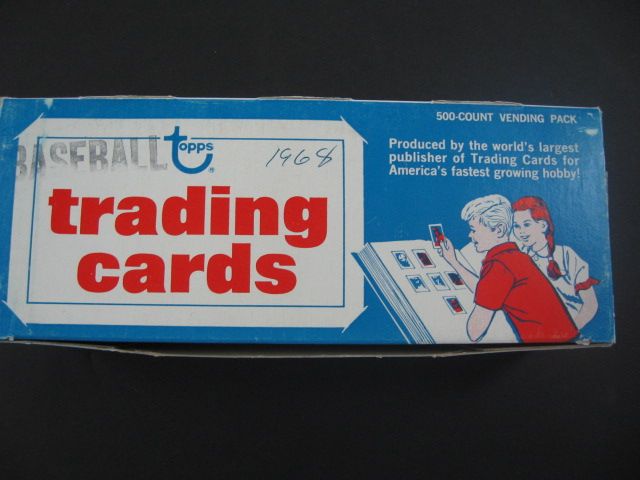 500-COUNT VENDING PACK
BASEBALL
topps
®
1968
trading
cards
Produced by the world's largest
publisher of Trading Cards for
America's fastest growing hobby!